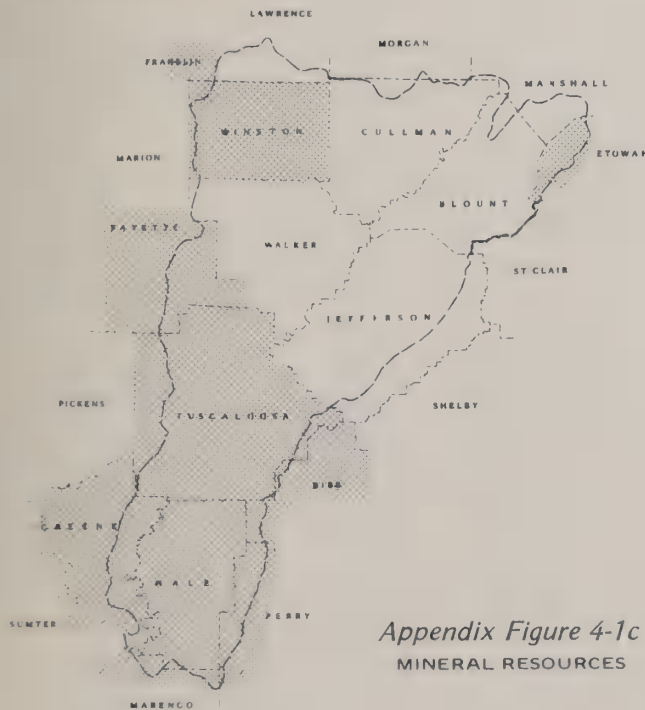 LAWRENCE
MORGAN
FRANKLIN
MARSHALL
WINSTON
CULLMAN
ETOWAH
MARION
BLOUNT
FAYETTE
WALKER
ST CLAIR
JEFFERSON
PICKENS
SHELBY
TUSCALOOSA
BIBB
GREENE
HALE
PERRY
SUMTER
Appendix Figure 4-1c
MINERAL RESOURCES
MARENGO